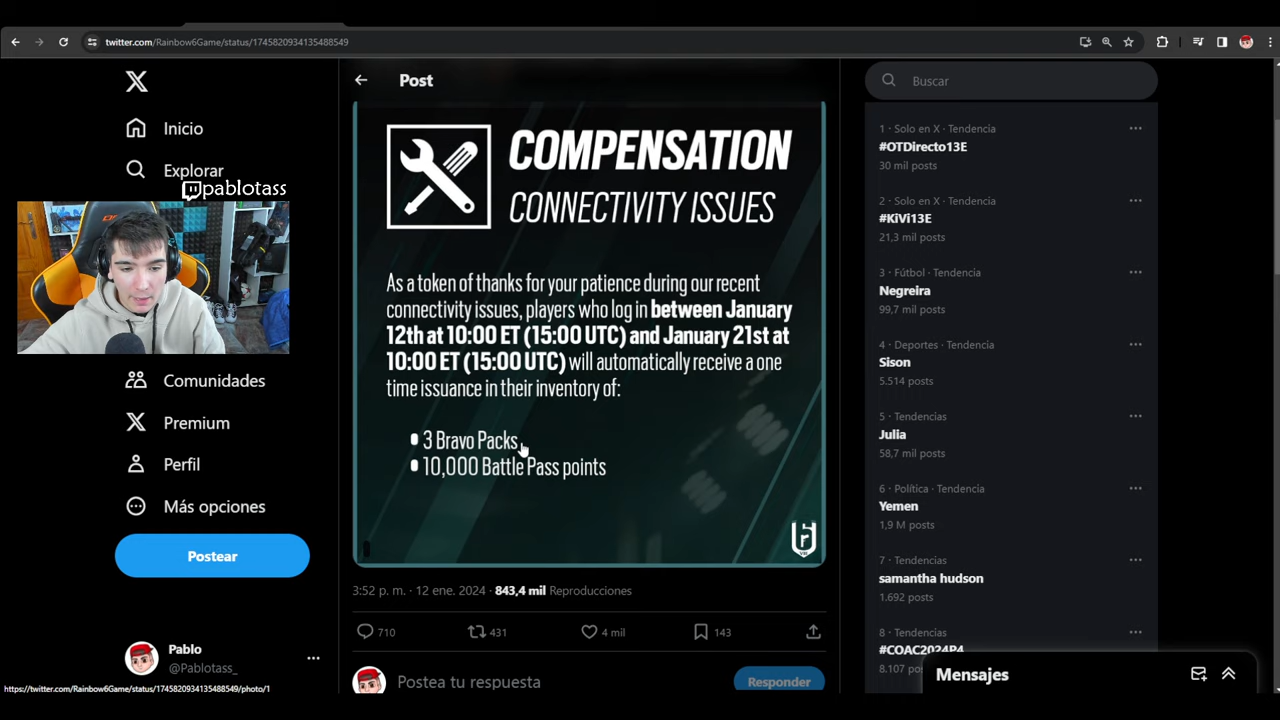 twitter.com/Rainbow6Game/status/1745820934135488549
Inicio
Explorar
pablotass
Comunidades
Premium
Perfil
Más opciones
Postear
Pablo
@Pablotass_
https://twitter.com/Rainbow6Game/status/1745820934135488549/photo/1
Post
COMPENSATION
CONNECTIVITY ISSUES
As a token of thanks for your patience during our recent
connectivity issues, players who log in between January
12th at 10:00 ET (15:00 UTC) and January 21st at
10:00 ET (15:00 UTC) will automatically receive a one
time issuance in their inventory of:
3 Bravo Packs
10,000 Battle Pass points
3:52 p. m. · 12 ene. 2024 · 843,4 mil Reproducciones
710
431
4 mil
143
Postea tu respuesta
Responder
Buscar
1 · Solo en X · Tendencia
#OTDirecto13E
30 mil posts
2 · Solo en X · Tendencia
#KiVi13E
21,3 mil posts
3 · Fútbol · Tendencia
Negreira
99,7 mil posts
4 · Deportes · Tendencia
Sison
5.514 posts
5 · Tendencias
Julia
58,7 mil posts
6 · Política · Tendencia
Yemen
1,9 M posts
7 · Tendencias
samantha hudson
1.692 posts
8 · Tendencias
#COAC2024P4
8.107 posts
Mensajes